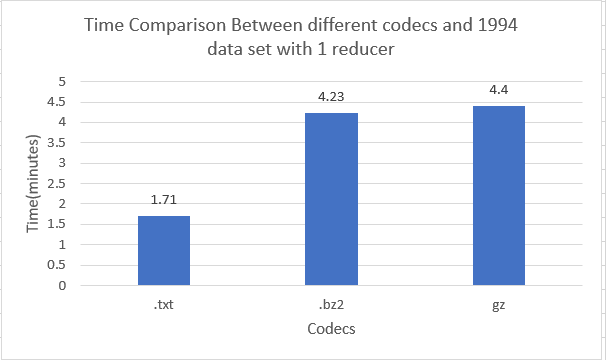 Time Comparison Between different codecs and 1994
data set with 1 reducer
Time(minutes)
5
4.5
4
3.5
3
2.5
2
1.5
1
0.5
0
1.71
4.23
4.4
.txt
.bz2
gz
Codecs